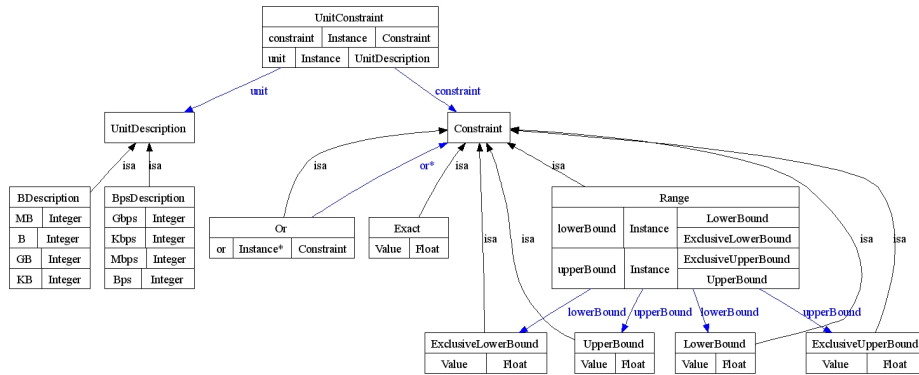 UnitConstraint
constraint Instance Constraint
unit Instance UnitDescription
unit
constraint
UnitDescription
Constraint
isa isa
isa
or*
isa
isa
isa
isa
isa
isa
BDescription
MB Integer
B Integer
GB Integer
KB Integer
BpsDescription
Gbps Integer
Kbps Integer
Mbps Integer
Bps Integer
Or
or Instance* Constraint
Exact
Value Float
Range
lowerBound Instance LowerBound
ExclusiveLowerBound
upperBound Instance ExclusiveUpperBound
UpperBound
lowerBound
upperBound
lowerBound
upperBound
ExclusiveLowerBound
Value Float
UpperBound
Value Float
LowerBound
Value Float
ExclusiveUpperBound
Value Float